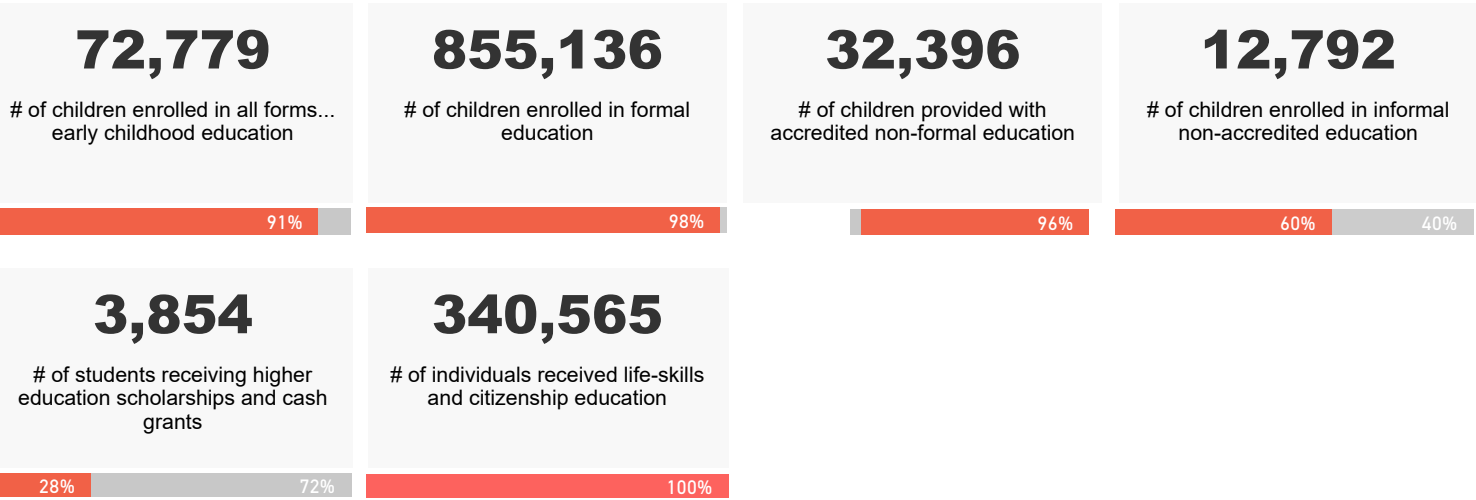 72,779
# of children enrolled in all forms...
early childhood education
91%
855,136
# of children enrolled in formal
education
98%
32,396
# of children provided with
accredited non-formal education
96%
12,792
# of children enrolled in informal
non-accredited education
60%
40%
3,854
# of students receiving higher
education scholarships and cash
grants
28%
72%
340,565
# of individuals received life-skills
and citizenship education
100%